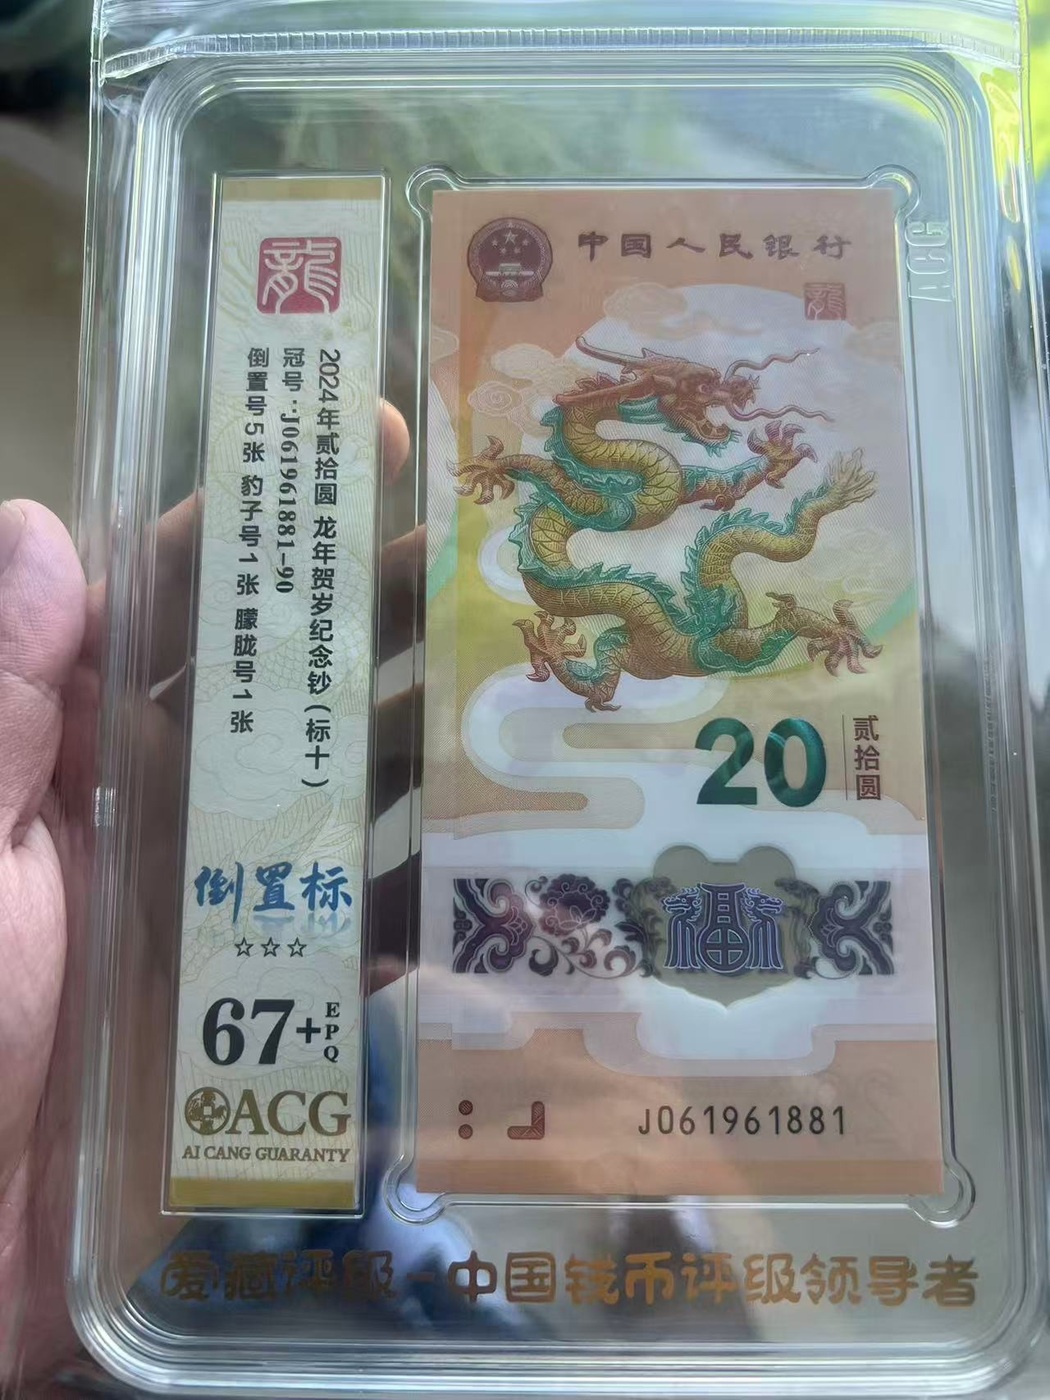 龍
2024年贰拾圆 龙年贺岁纪念钞（标十）
冠号：J061961881-90
倒置号5张 豹子号1张 朦胧号1张
倒置标
☆☆☆
67+
EPQ
ACG
AI CANG GUARANTY
中国人民银行
龍
20
贰拾圆
福
J061961881
ACG
爱藏评级-中国钱币评级领导者